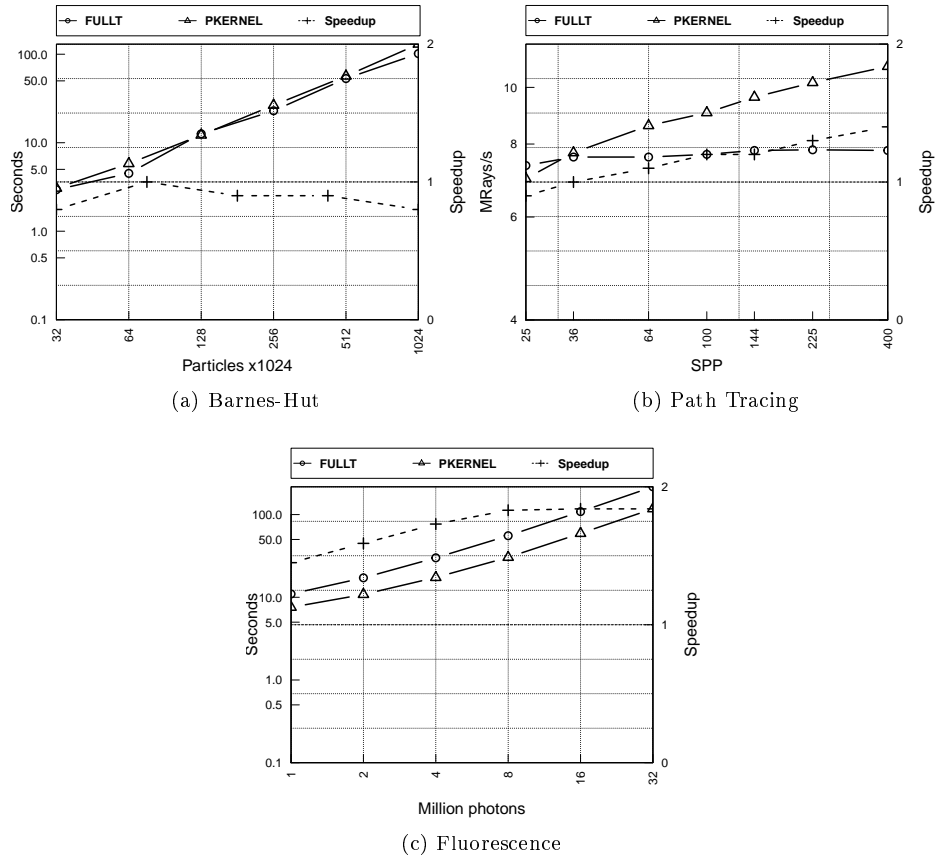 FULLT PKERNEL Speedup
100.0
50.0
10.0
5.0
1.0
0.5
0.1
Seconds
2
1
0
Speedup
32 64 128 256 512 1024
Particles x1024
(a) Barnes-Hut
FULLT PKERNEL Speedup
10
8
6
4
MRays/s
2
1
0
Speedup
25 36 64 100 144 225 400
SPP
(b) Path Tracing
FULLT PKERNEL Speedup
100.0
50.0
10.0
5.0
1.0
0.5
0.1
Seconds
2
1
0
Speedup
1 2 4 8 16 32
Million photons
(c) Fluorescence